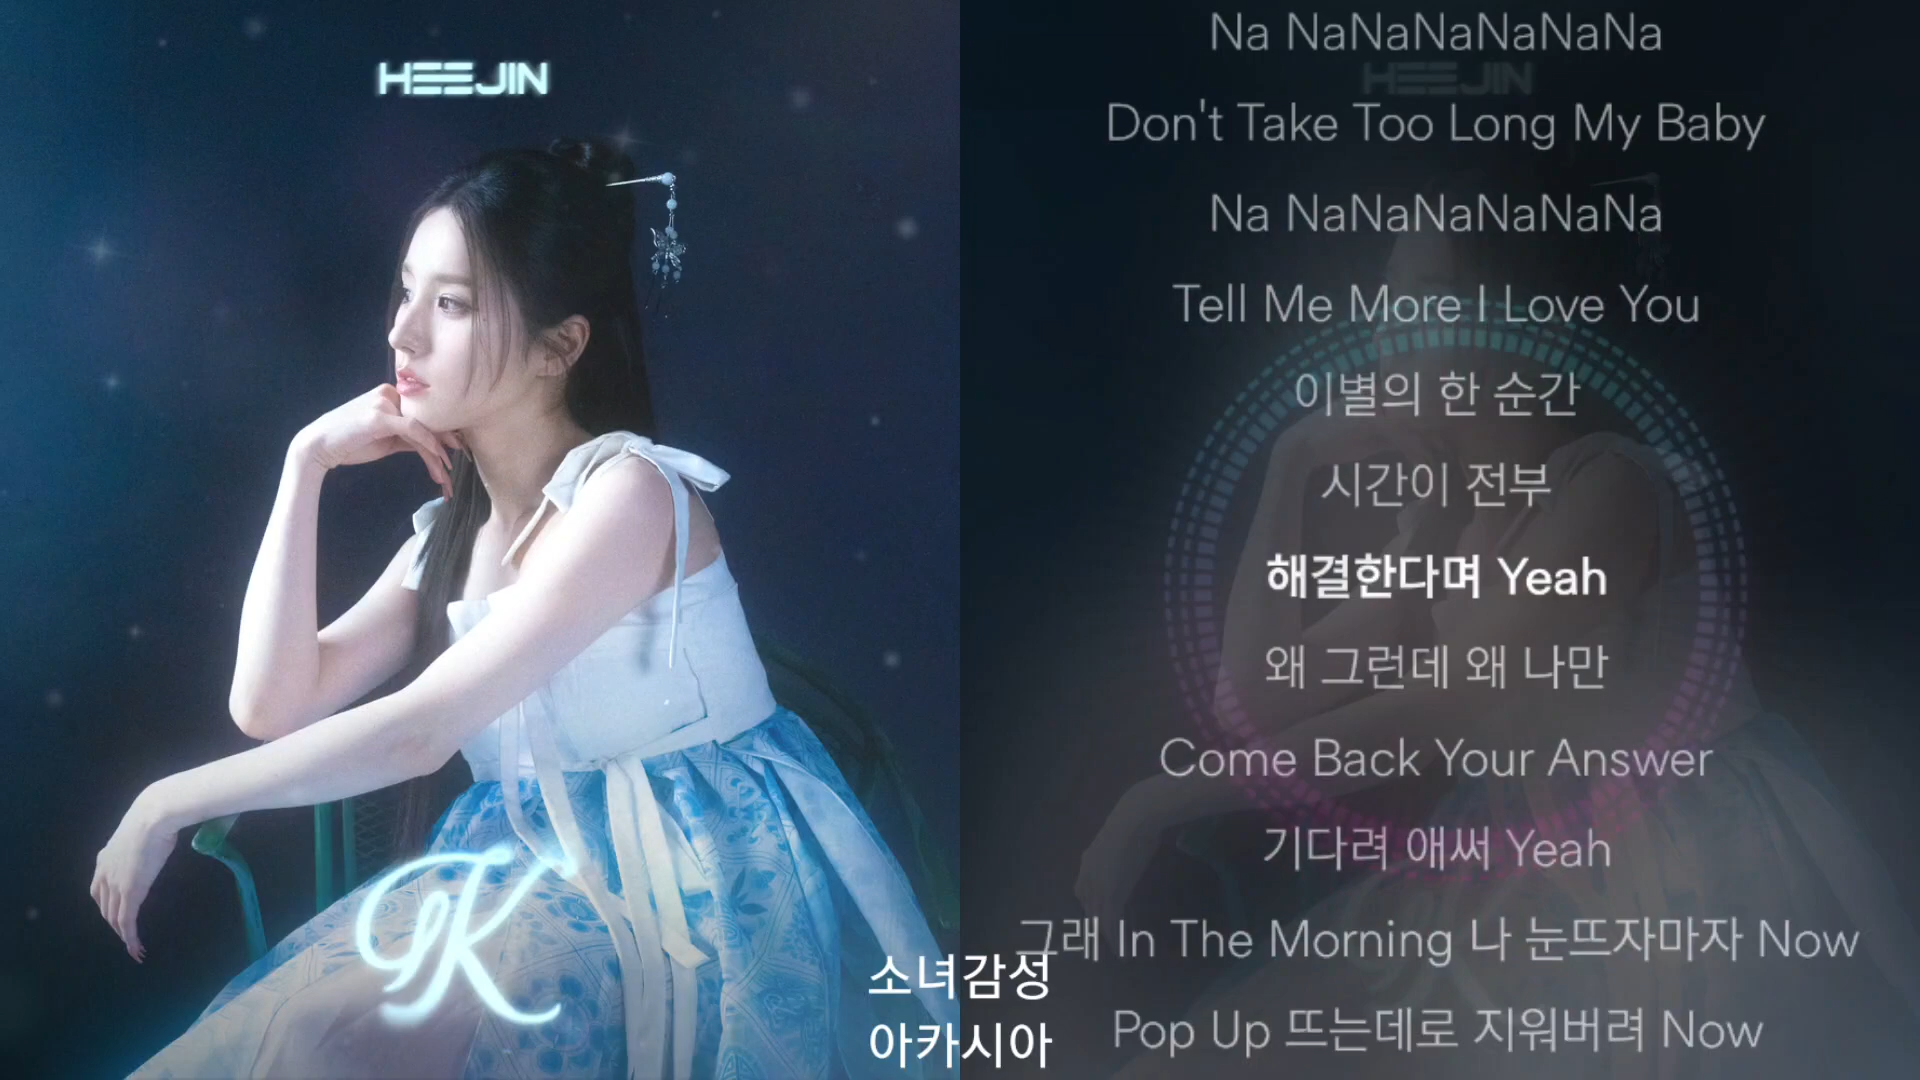 HEEJIN
K
소녀감성
아카시아
Na NaNaNaNaNaNa
HEEJIN
Don't Take Too Long My Baby
Na NaNaNaNaNaNa
Tell Me More I Love You
이별의 한 순간
시간이 전부
해결한다며 Yeah
왜 그런데 왜 나만
Come Back Your Answer
기다려 애써 Yeah
그래 In The Morning 나 눈뜨자마자 Now
Pop Up 뜨는데로 지워버려 Now